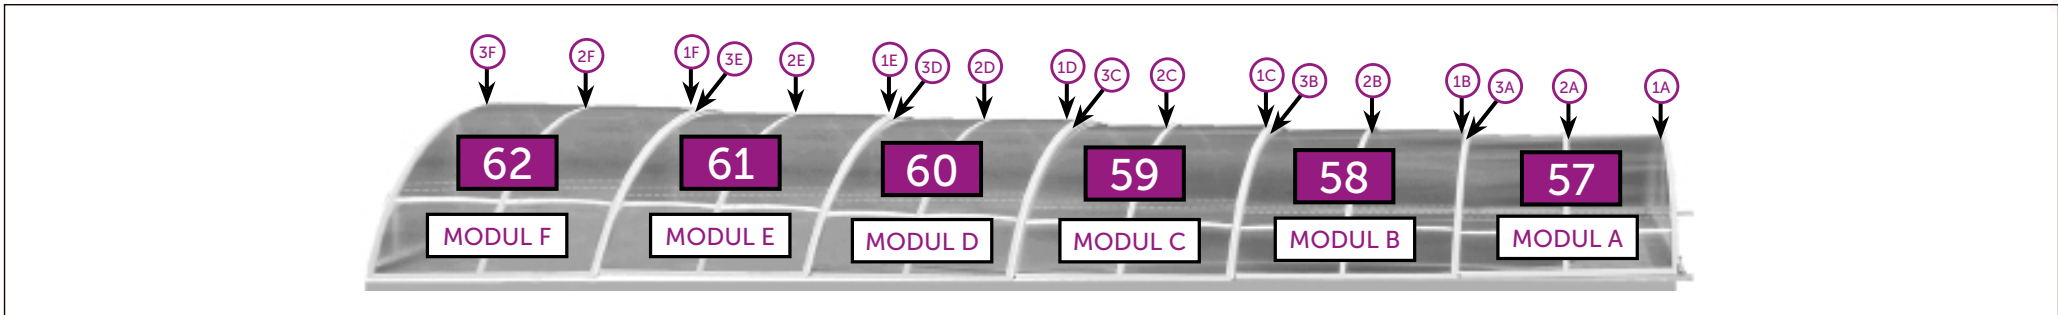 3F 2F 1F 3E 2E 1E 3D 2D 1D 3C 2C 1C 3B 2B 1B 3A 2A 1A
62 61 60 59 58 57
MODUL F MODUL E MODUL D MODUL C MODUL B MODUL A